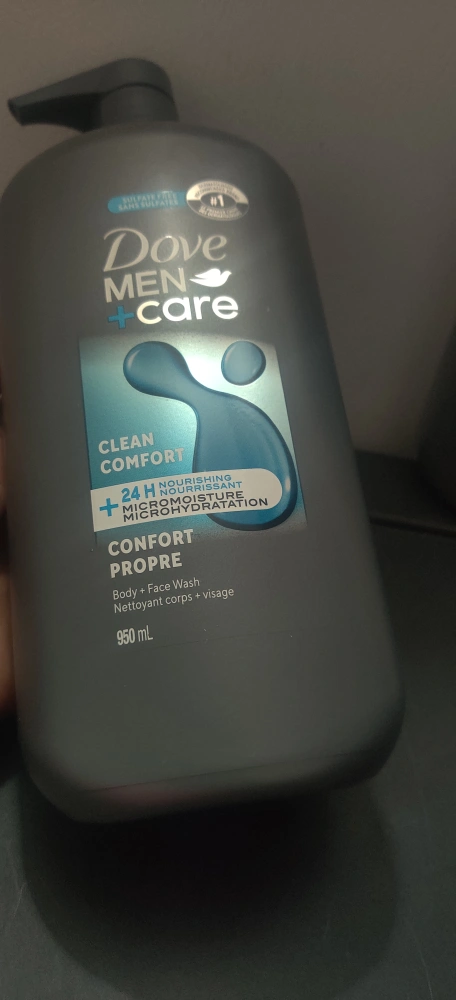 SULFATE FREE
SANS SULFATES
#1
Dove
MEN
+care
CLEAN
COMFORT
+ 24H NOURISHING
NOURRISSANT
MICROMOISTURE
MICROHYDRATATION
CONFORT
PROPRE
Body + Face Wash
Nettoyant corps + visage
950 mL